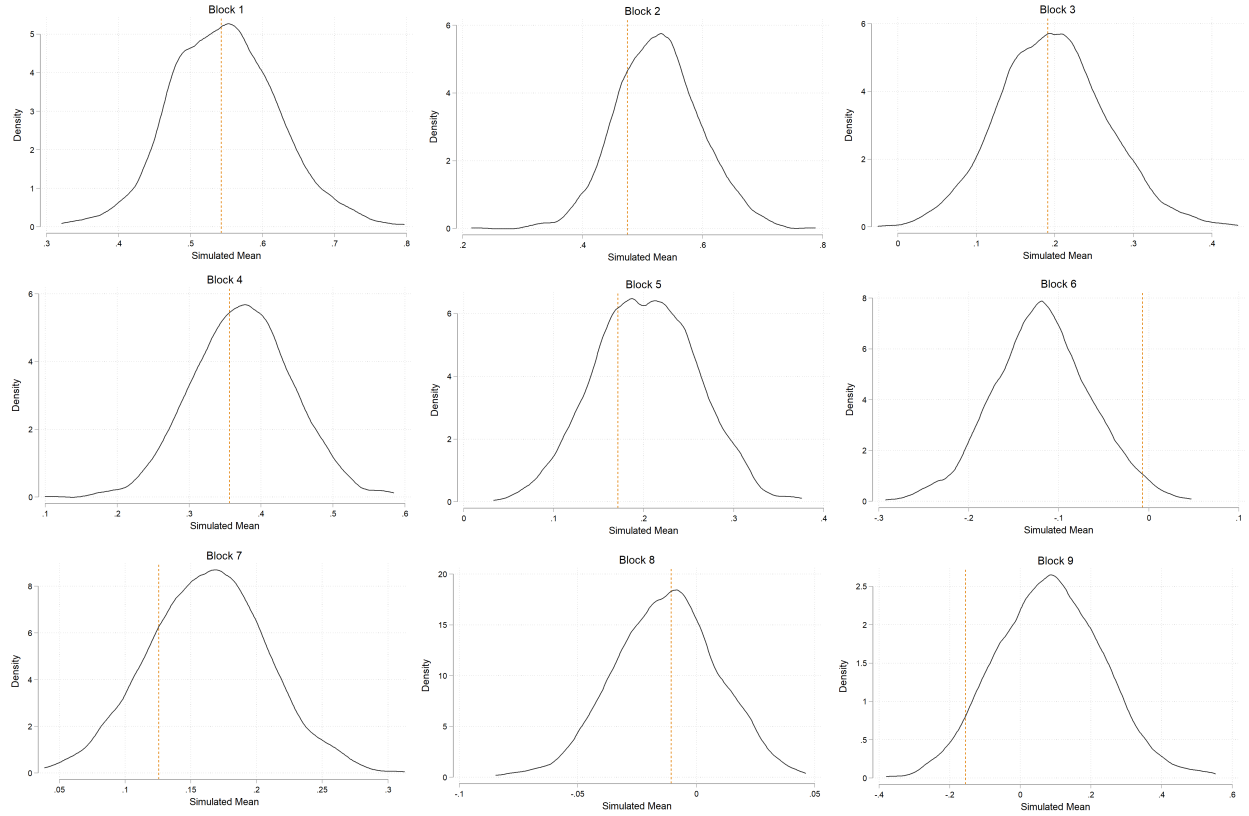 Block 1
5
4
3
2
1
0
Density
.3 .4 .5 .6 .7 .8
Simulated Mean
Block 2
6
4
2
0
Density
.2 .4 .6 .8
Simulated Mean
Block 3
6
4
2
0
Density
0 .1 .2 .3 .4
Simulated Mean
Block 4
6
4
2
0
Density
.1 .2 .3 .4 .5 .6
Simulated Mean
Block 5
6
4
2
0
Density
0 .1 .2 .3 .4
Simulated Mean
Block 6
8
6
4
2
0
Density
-.3 -.2 -.1 0 .1
Simulated Mean
Block 7
8
6
4
2
0
Density
.05 .1 .15 .2 .25 .3
Simulated Mean
Block 8
20
15
10
5
0
Density
-.1 -.05 0 .05
Simulated Mean
Block 9
2.5
2
1.5
1
.5
0
Density
-.4 -.2 0 .2 .4 .6
Simulated Mean